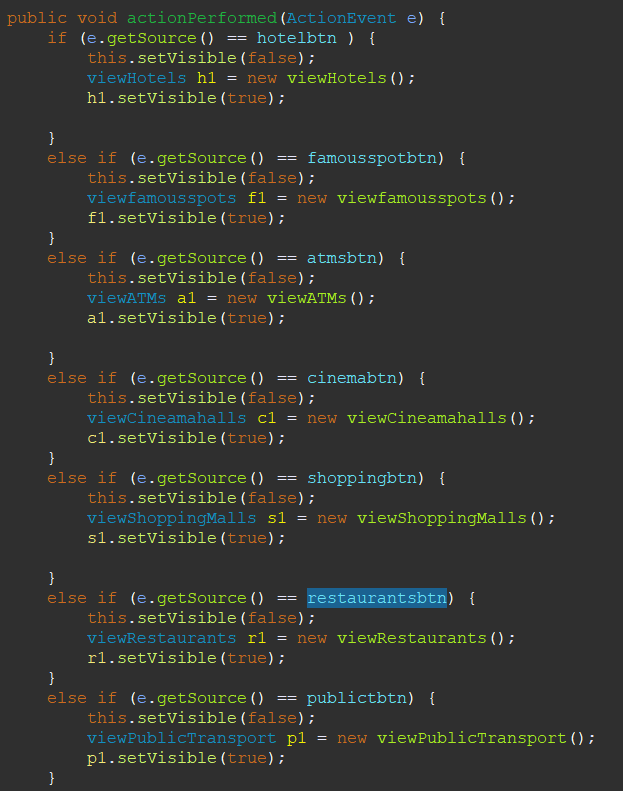 public void actionPerformed(ActionEvent e) {
if (e.getSource() == hotelbtn ) {
this.setVisible(false);
viewHotels h1 = new viewHotels();
h1.setVisible(true);
}
else if (e.getSource() == famousspotbtn) {
this.setVisible(false);
viewfamousspots f1 = new viewfamousspots();
f1.setVisible(true);
}
else if (e.getSource() == atmsbtn) {
this.setVisible(false);
viewATMs a1 = new viewATMs();
a1.setVisible(true);
}
else if (e.getSource() == cinemabtn) {
this.setVisible(false);
viewCineamahalls c1 = new viewCineamahalls();
c1.setVisible(true);
}
else if (e.getSource() == shoppingbtn) {
this.setVisible(false);
viewShoppingMalls s1 = new viewShoppingMalls();
s1.setVisible(true);
}
else if (e.getSource() == restaurantsbtn) {
this.setVisible(false);
viewRestaurants r1 = new viewRestaurants();
r1.setVisible(true);
}
else if (e.getSource() == publictbtn) {
this.setVisible(false);
viewPublicTransport p1 = new viewPublicTransport();
p1.setVisible(true);
}